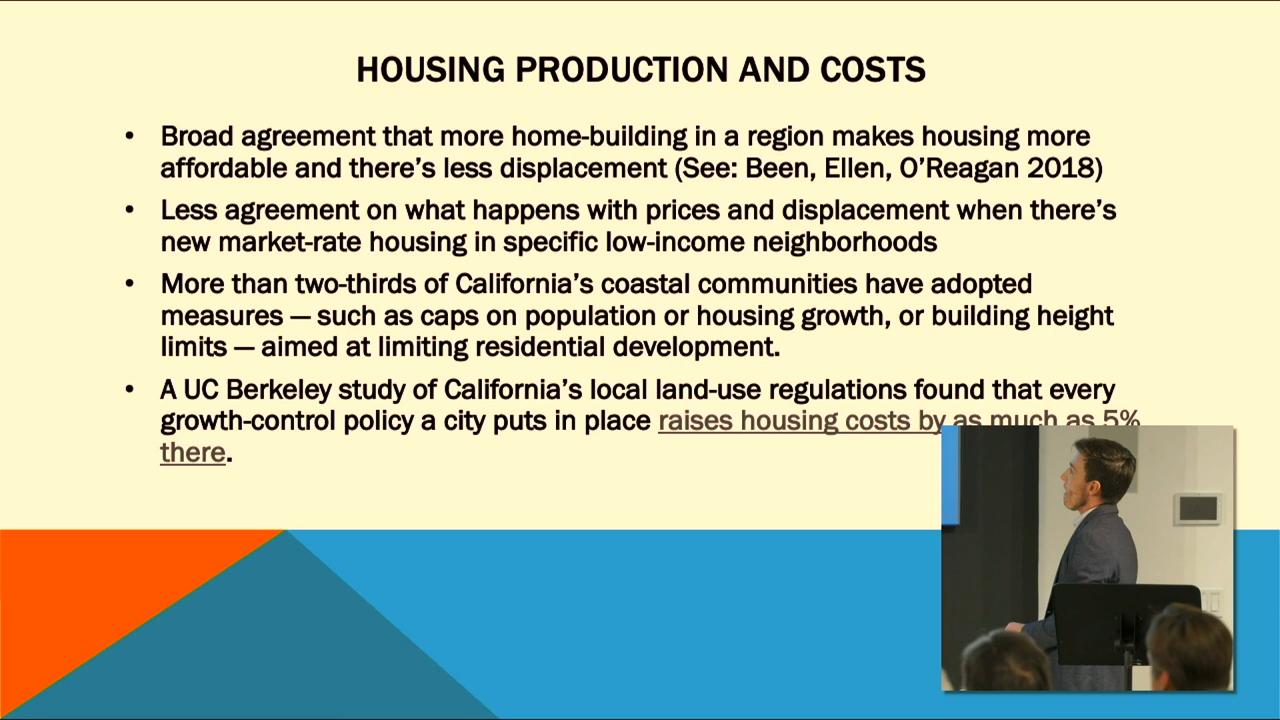 HOUSING PRODUCTION AND COSTS
• Broad agreement that more home-building in a region makes housing more
affordable and there’s less displacement (See: Been, Ellen, O’Reagan 2018)
• Less agreement on what happens with prices and displacement when there’s
new market-rate housing in specific low-income neighborhoods
• More than two-thirds of California’s coastal communities have adopted
measures — such as caps on population or housing growth, or building height
limits — aimed at limiting residential development.
• A UC Berkeley study of California’s local land-use regulations found that every
growth-control policy a city puts in place raises housing costs by as much as 5%
there.